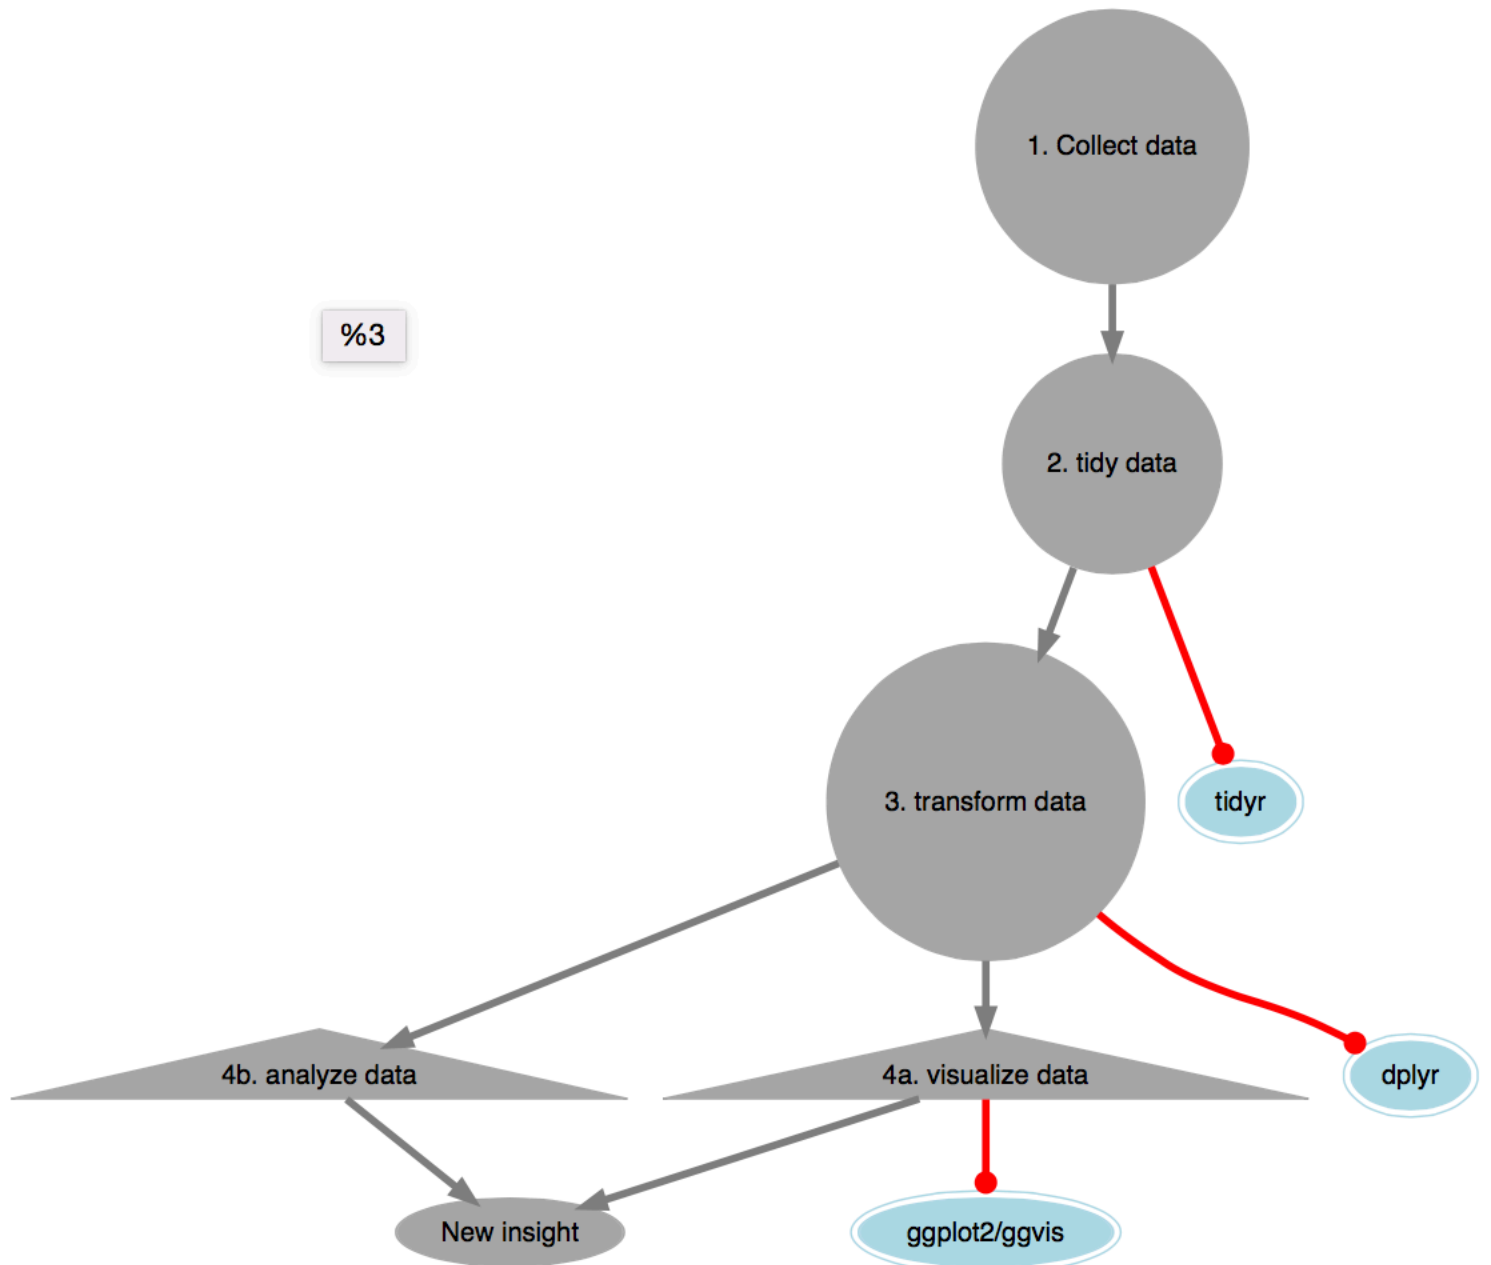 1. Collect data
%3
2. tidy data
3. transform data
tidyr
4b. analyze data
4a. visualize data
dplyr
New insight
ggplot2/ggvis